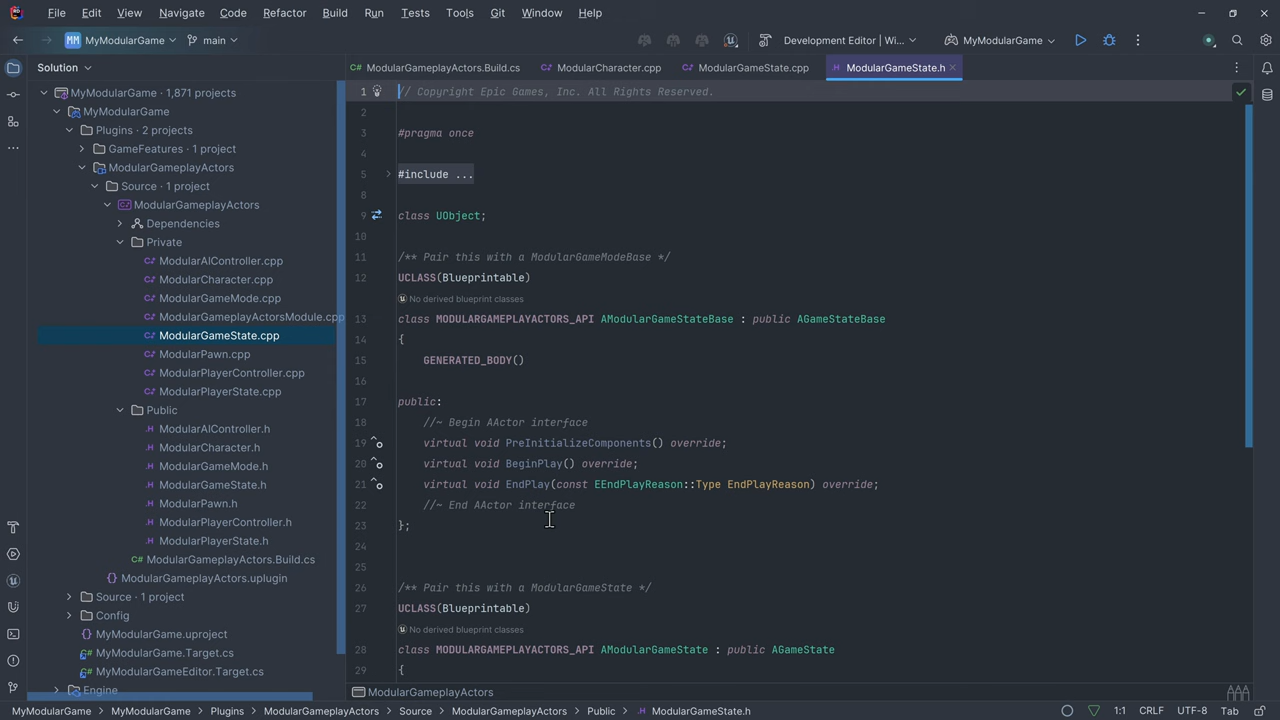 File Edit View Navigate Code Refactor Build Run Tests Tools Git Window Help
MM MyModularGame main Development Editor | Wi... MyModularGame
Solution
ModularGameplayActors.Build.cs ModularCharacter.cpp ModularGameState.cpp ModularGameState.h
MyModularGame · 1,871 projects
MyModularGame
Plugins · 2 projects
GameFeatures · 1 project
ModularGameplayActors
Source · 1 project
ModularGameplayActors
Dependencies
Private
ModularAIController.cpp
ModularCharacter.cpp
ModularGameMode.cpp
ModularGameplayActorsModule.cpp
ModularGameState.cpp
ModularPawn.cpp
ModularPlayerController.cpp
ModularPlayerState.cpp
Public
ModularAIController.h
ModularCharacter.h
ModularGameMode.h
ModularGameState.h
ModularPawn.h
ModularPlayerController.h
ModularPlayerState.h
C# ModularGameplayActors.Build.cs
ModularGameplayActors.uplugin
Source · 1 project
Config
MyModularGame.uproject
MyModularGame.Target.cs
MyModularGameEditor.Target.cs
Engine
1 // Copyright Epic Games, Inc. All Rights Reserved.
2
3 #pragma once
4
5 #include ...
8
9 class UObject;
10
11 /** Pair this with a ModularGameModeBase */
12 UCLASS(Blueprintable)
No derived blueprint classes
13 class MODULARGAMEPLAYACTORS_API AModularGameStateBase : public AGameStateBase
14 {
15 GENERATED_BODY()
16
17 public:
18 //~ Begin AActor interface
19 virtual void PreInitializeComponents() override;
20 virtual void BeginPlay() override;
21 virtual void EndPlay(const EEndPlayReason::Type EndPlayReason) override;
22 //~ End AActor interface
23 };
24
25
26 /** Pair this with a ModularGameState */
27 UCLASS(Blueprintable)
No derived blueprint classes
28 class MODULARGAMEPLAYACTORS_API AModularGameState : public AGameState
29 {
ModularGameplayActors
MyModularGame MyModularGame Plugins ModularGameplayActors Source ModularGameplayActors Public ModularGameState.h 1:1 CRLF UTF-8 Tab